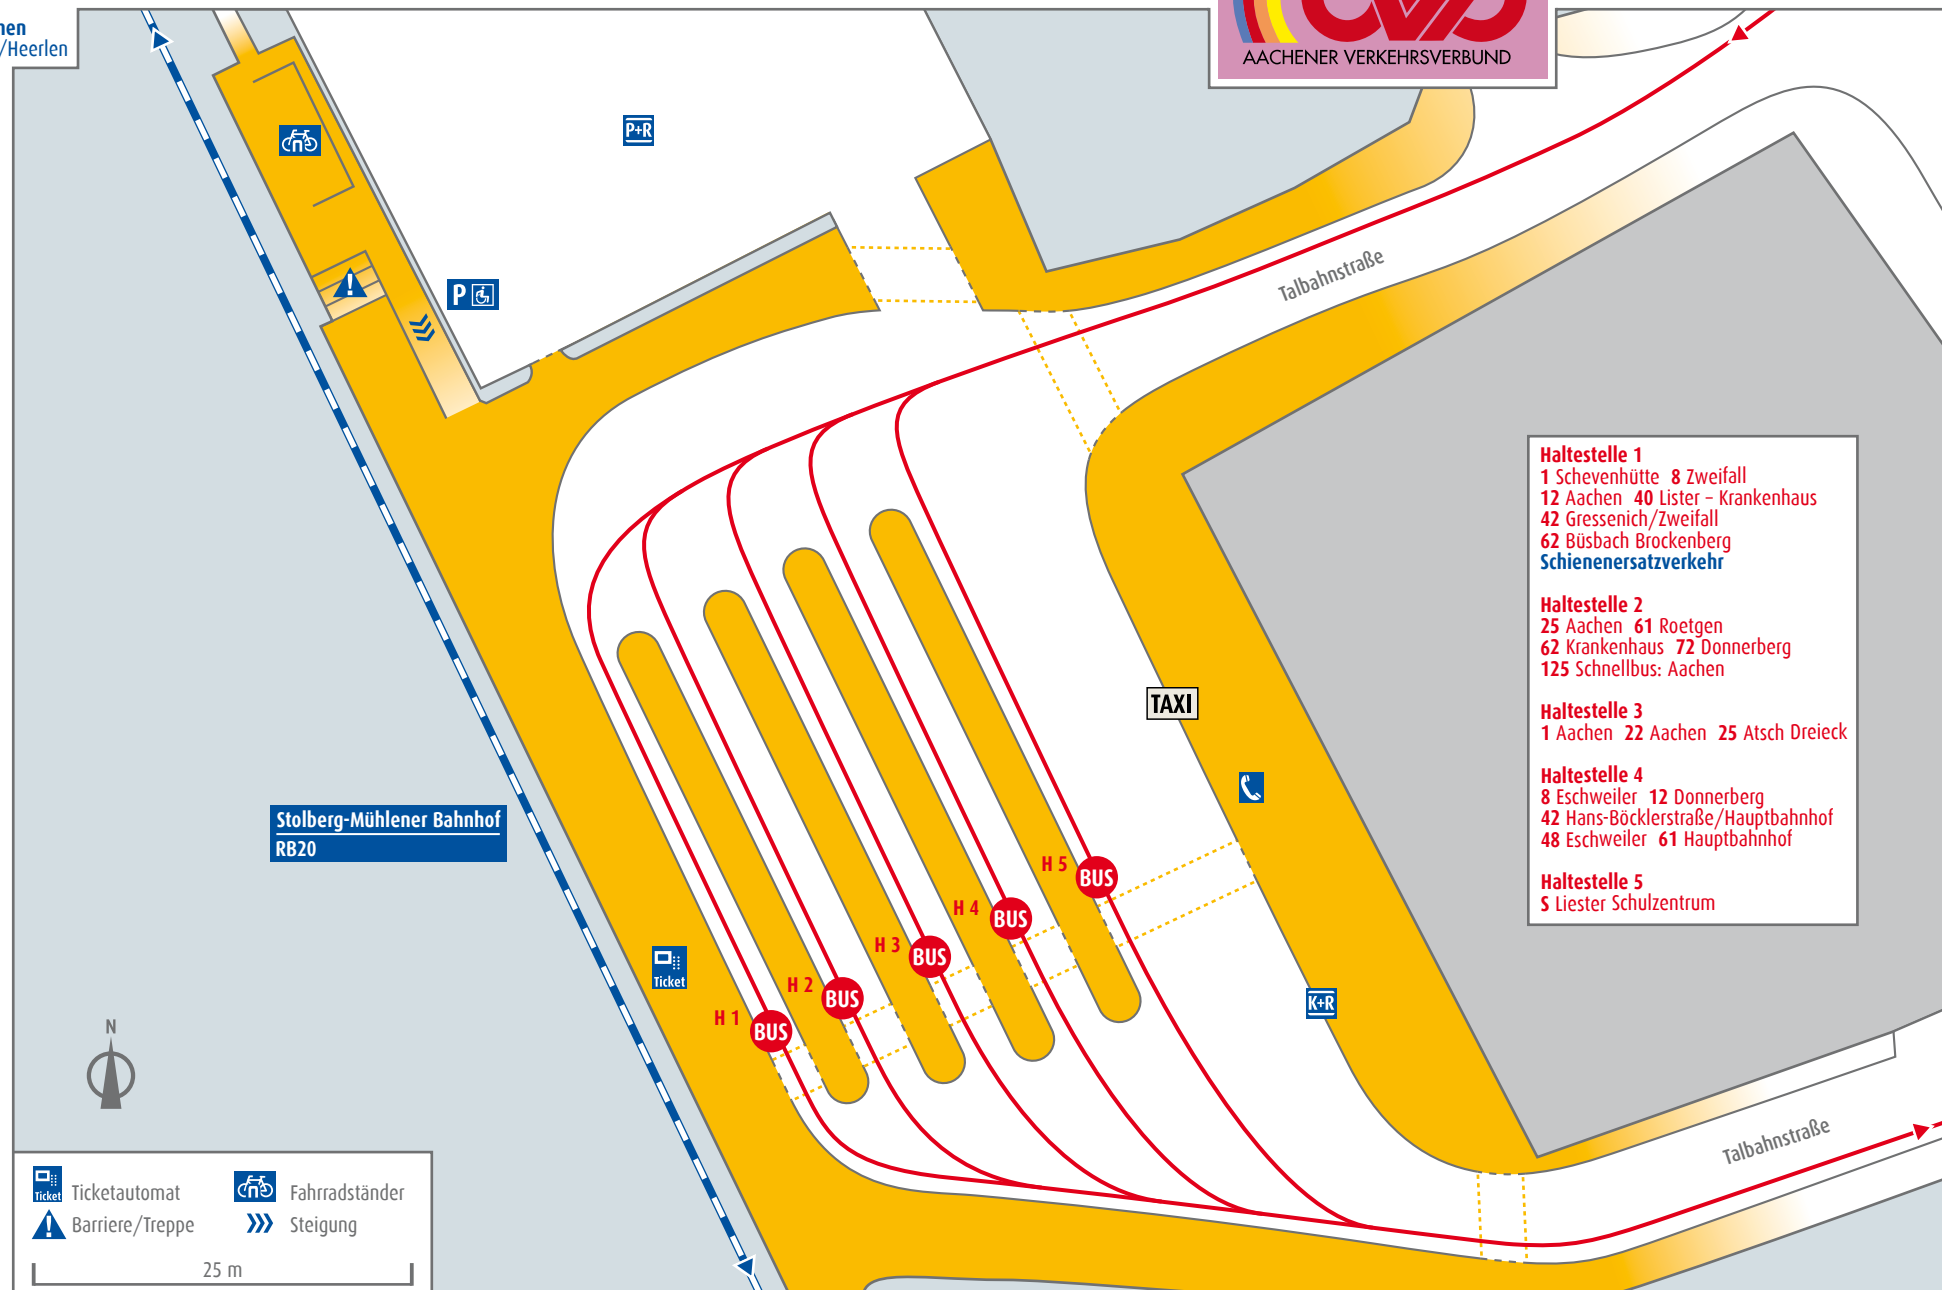 /Heerlen
AACHENER VERKEHRSVERBUND
P+R
P
Talbahnstraße
Haltestelle 1
1 Schevenhütte 8 Zweifall
12 Aachen 40 Lister – Krankenhaus
42 Gressenich/Zweifall
62 Büsbach Brockenberg
Schienenersatzverkehr
Haltestelle 2
25 Aachen 61 Roetgen
62 Krankenhaus 72 Donnerberg
125 Schnellbus: Aachen
Haltestelle 3
1 Aachen 22 Aachen 25 Atsch Dreieck
Haltestelle 4
8 Eschweiler 12 Donnerberg
42 Hans-Böcklerstraße/Hauptbahnhof
48 Eschweiler 61 Hauptbahnhof
Haltestelle 5
S Liester Schulzentrum
TAXI
Stolberg-Mühlener Bahnhof
RB20
H 5 BUS
H 4 BUS
H 3 BUS
H 2 BUS
H 1 BUS
Ticket
K+R
N
Talbahnstraße
Ticket Ticketautomat
Fahrradständer
Barriere/Treppe
Steigung
25 m